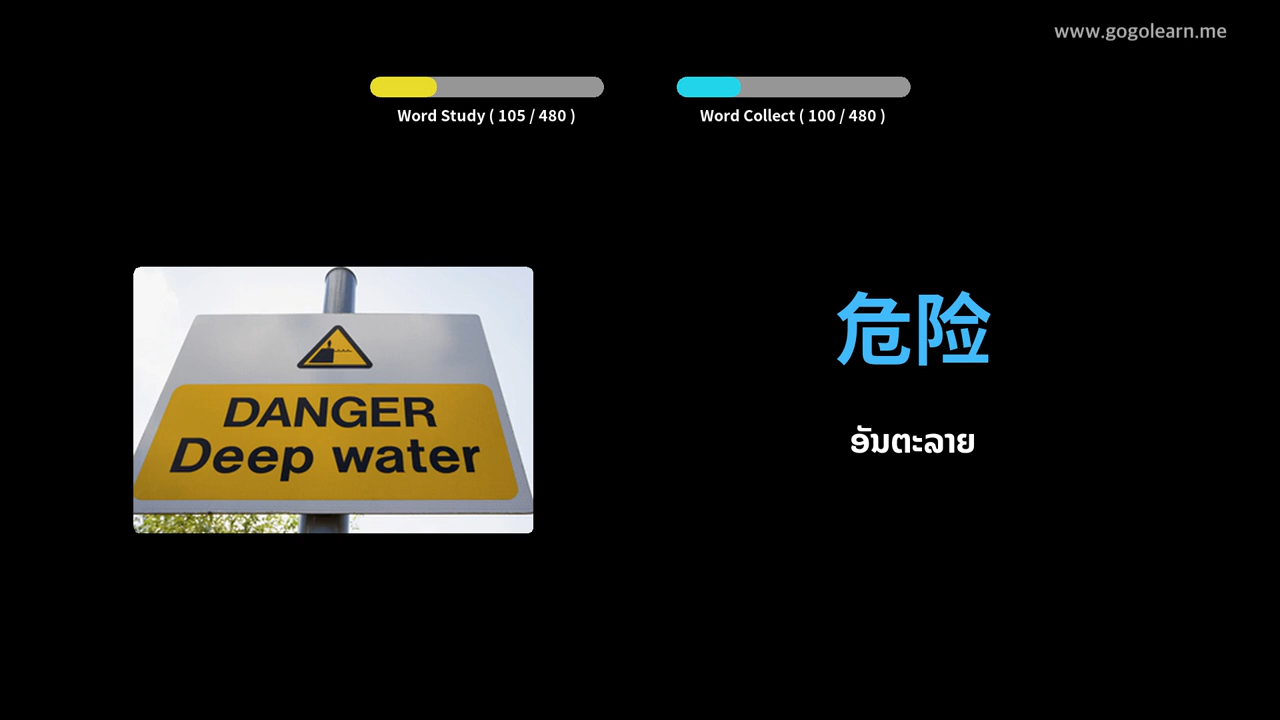 www.gogolearn.me
Word Study ( 105 / 480 )
Word Collect ( 100 / 480 )
DANGER
Deep water
危险
ອັນຕະລາຍ